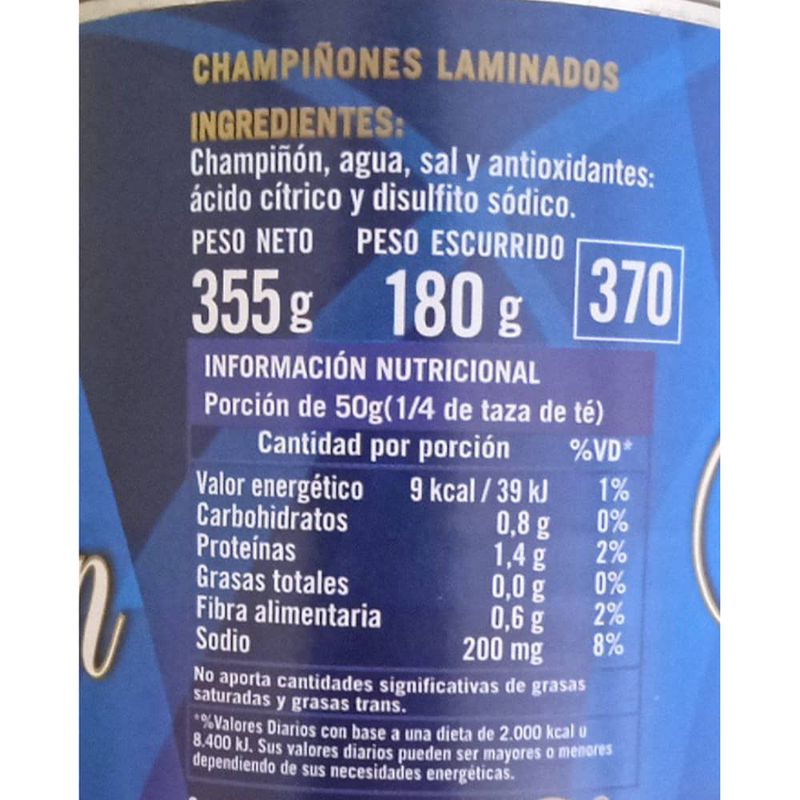 CHAMPIÑONES LAMINADOS
INGREDIENTES:
Champiñón, agua, sal y antioxidantes:
ácido cítrico y disulfito sódico.
PESO NETO PESO ESCURRIDO
355 g 180 g 370
INFORMACIÓN NUTRICIONAL
Porción de 50g(1/4 de taza de té)
Cantidad por porción %VD*
Valor energético 9 kcal / 39 kJ 1%
Carbohidratos 0,8 g 0%
Proteínas 1,4 g 2%
Grasas totales 0,0 g 0%
Fibra alimentaria 0,6 g 2%
Sodio 200 mg 8%
No aporta cantidades significativas de grasas
saturadas y grasas trans.
*%Valores Diarios con base a una dieta de 2.000 kcal u
8.400 kJ. Sus valores diarios pueden ser mayores o menores
dependiendo de sus necesidades energéticas.